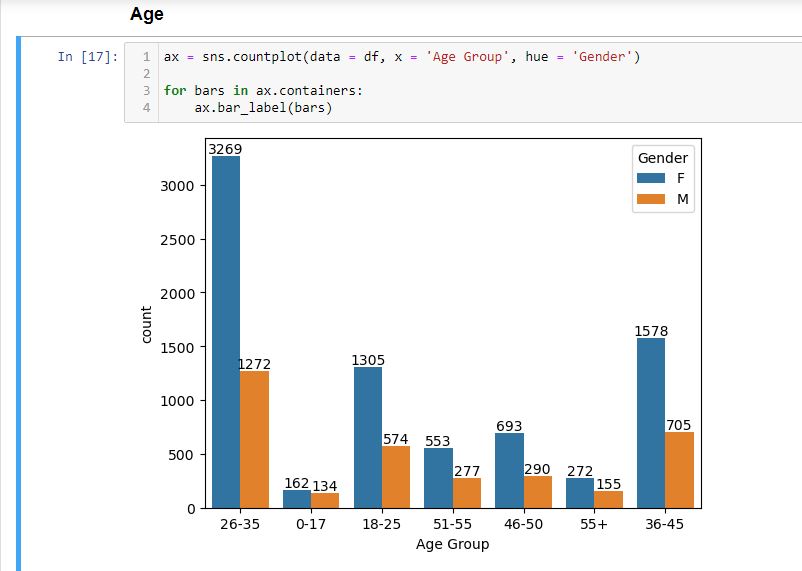 Age
In [17]:
1 ax = sns.countplot(data = df, x = 'Age Group', hue = 'Gender')
2
3 for bars in ax.containers:
4     ax.bar_label(bars)
3269
3000
2500
2000
1500
1000
500
0
count
Gender
F
M
1272
162
134
1305
574
553
277
693
290
272
155
1578
705
26-35 0-17 18-25 51-55 46-50 55+ 36-45
Age Group